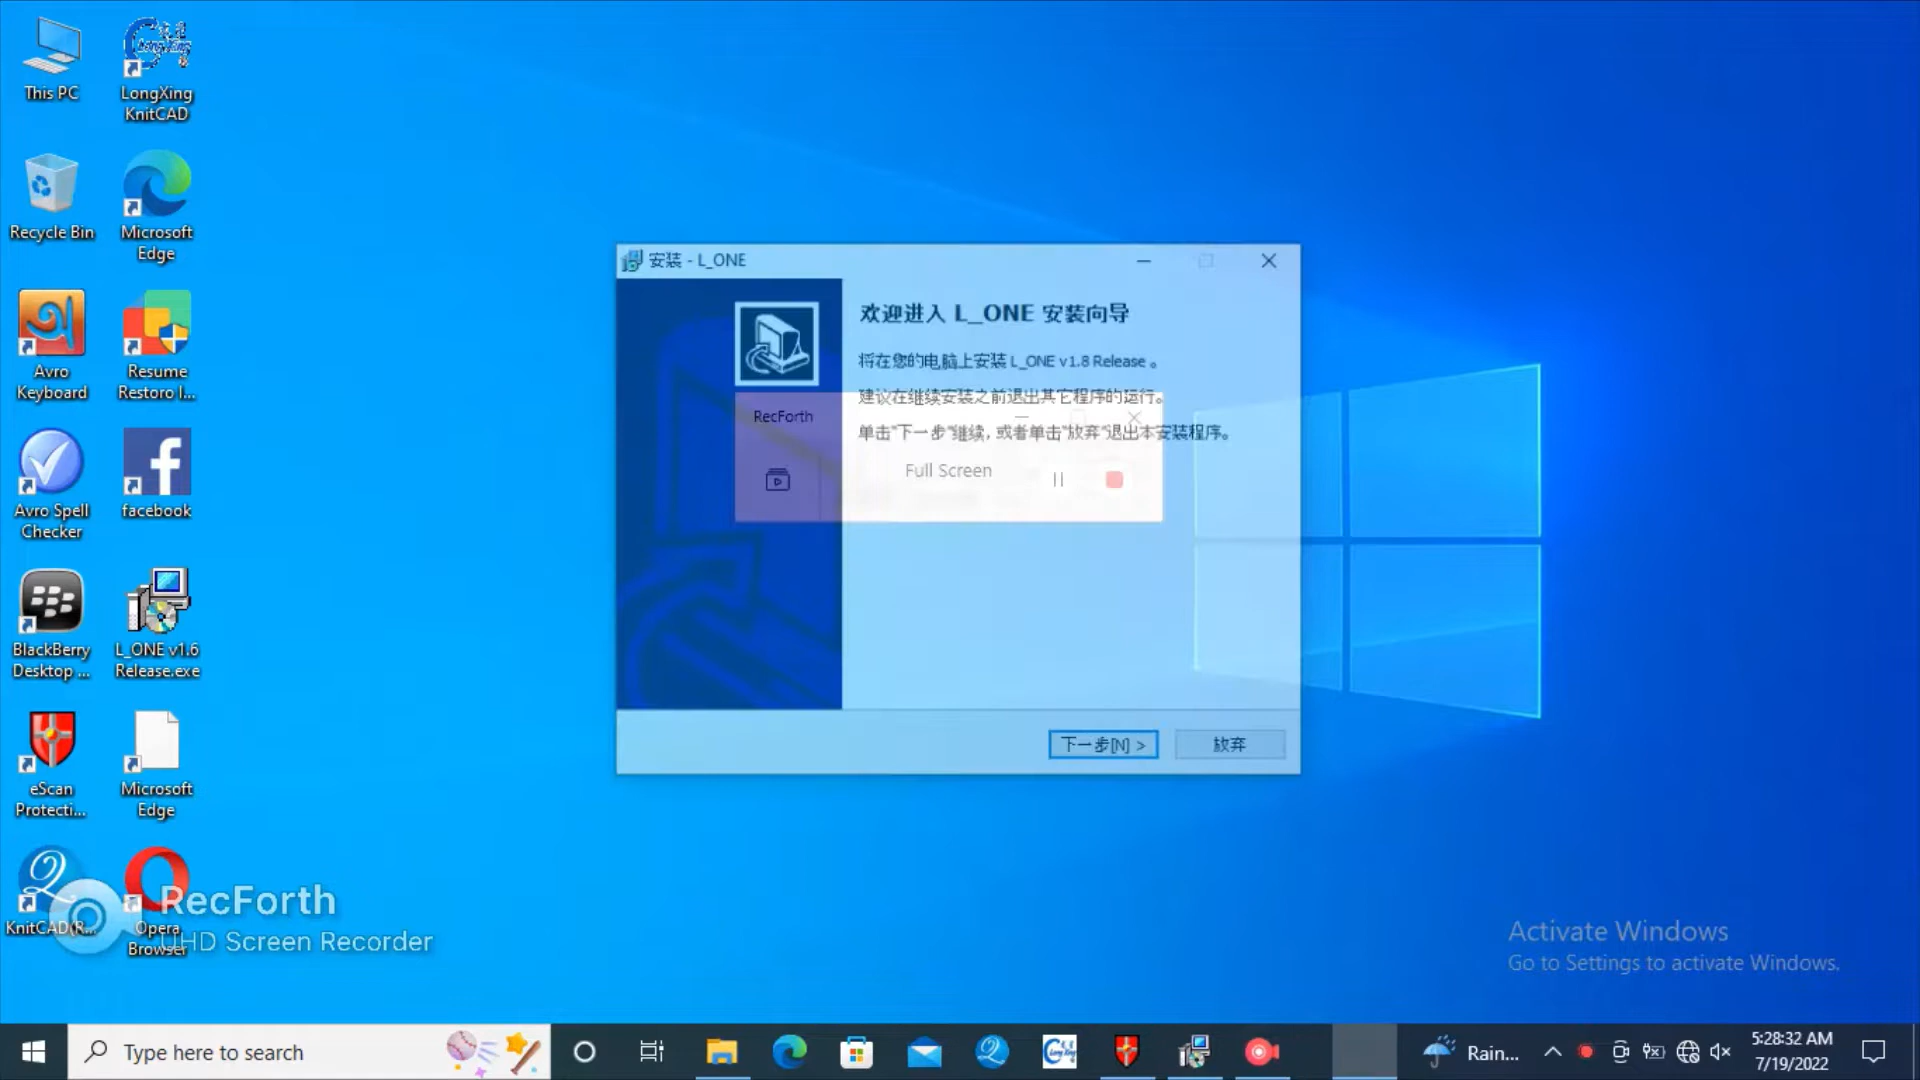 This PC
LongXing
KnitCAD
Recycle Bin
Microsoft
Edge
Avro
Keyboard
Resume
Restoro I...
Avro Spell
Checker
facebook
BlackBerry
Desktop ...
L_ONE v1.6
Release.exe
eScan
Protecti...
Microsoft
Edge
KnitCAD(R...
Opera
Browser
RecForth
UHD Screen Recorder
安装 - L_ONE
欢迎进入 L_ONE 安装向导
将在您的电脑上安装 L_ONE v1.8 Release 。
建议在继续安装之前退出其它程序的运行。
单击"下一步"继续, 或者单击"放弃"退出本安装程序。
RecForth
Full Screen
下一步[N] >
放弃
Activate Windows
Go to Settings to activate Windows.
Type here to search
Rain...
5:28:32 AM
7/19/2022